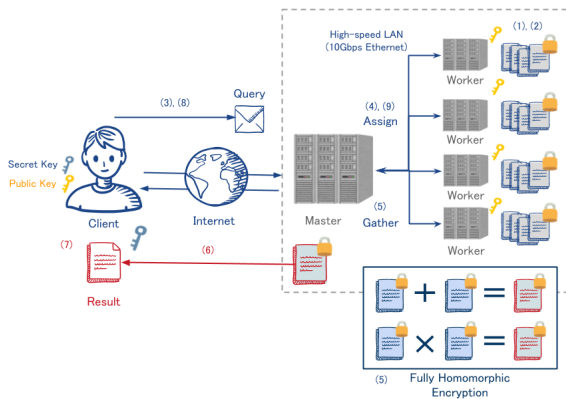 High-speed LAN
(10Gbps Ethernet)
(1), (2)
Worker
Query
(3), (8)
(4), (9)
Assign
Worker
Secret Key
Public Key
Client
Internet
Master
Worker
(5)
Gather
Worker
(7)
(6)
Result
+
=
×
=
(5)
Fully Homomorphic
Encryption